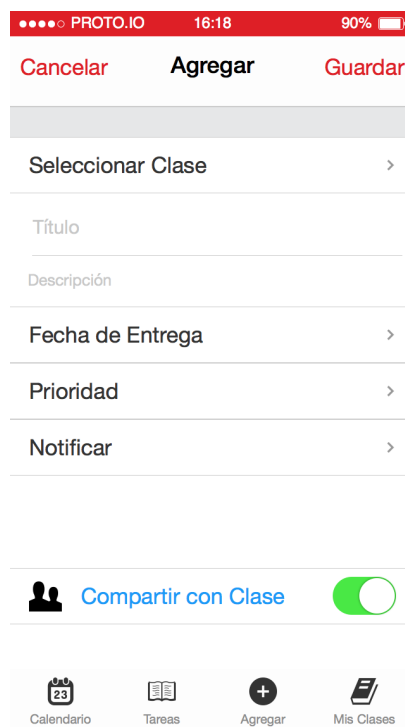 PROTO.IO 16:18 90%
Cancelar Agregar Guardar
Seleccionar Clase
Título
Descripción
Fecha de Entrega
Prioridad
Notificar
Compartir con Clase
23
Calendario Tareas Agregar Mis Clases